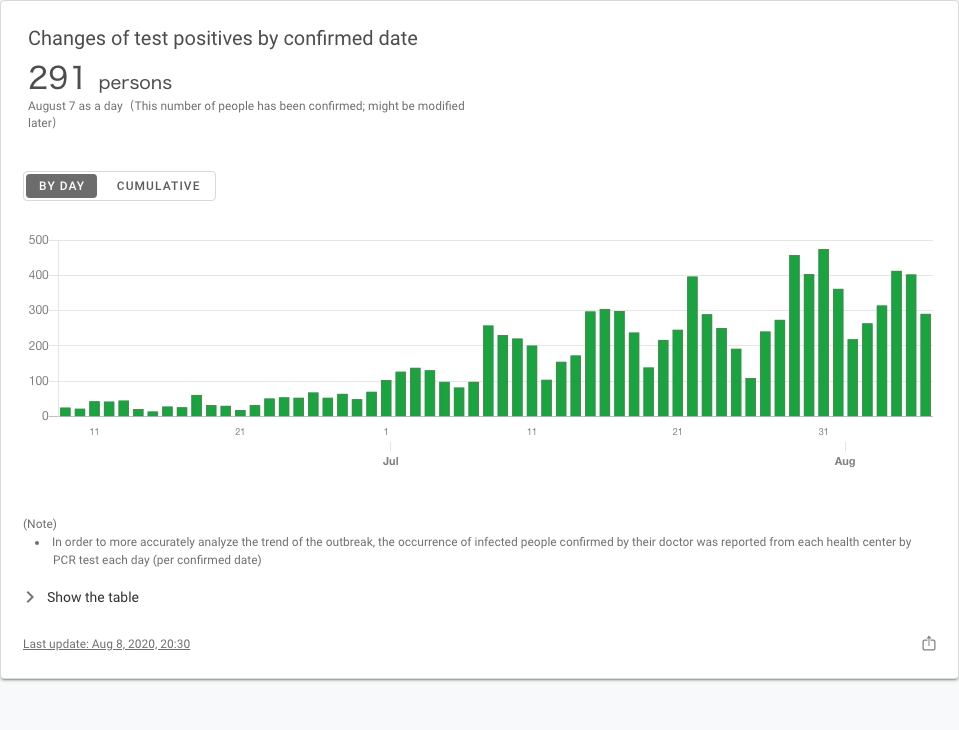 Changes of test positives by confirmed date
291 persons
August 7 as a day（This number of people has been confirmed; might be modified
later）
BY DAY CUMULATIVE
500
400
300
200
100
0
11 21 1 11 21 31
Jul Aug
(Note)
• In order to more accurately analyze the trend of the outbreak, the occurrence of infected people confirmed by their doctor was reported from each health center by
PCR test each day (per confirmed date)
Show the table
Last update: Aug 8, 2020, 20:30